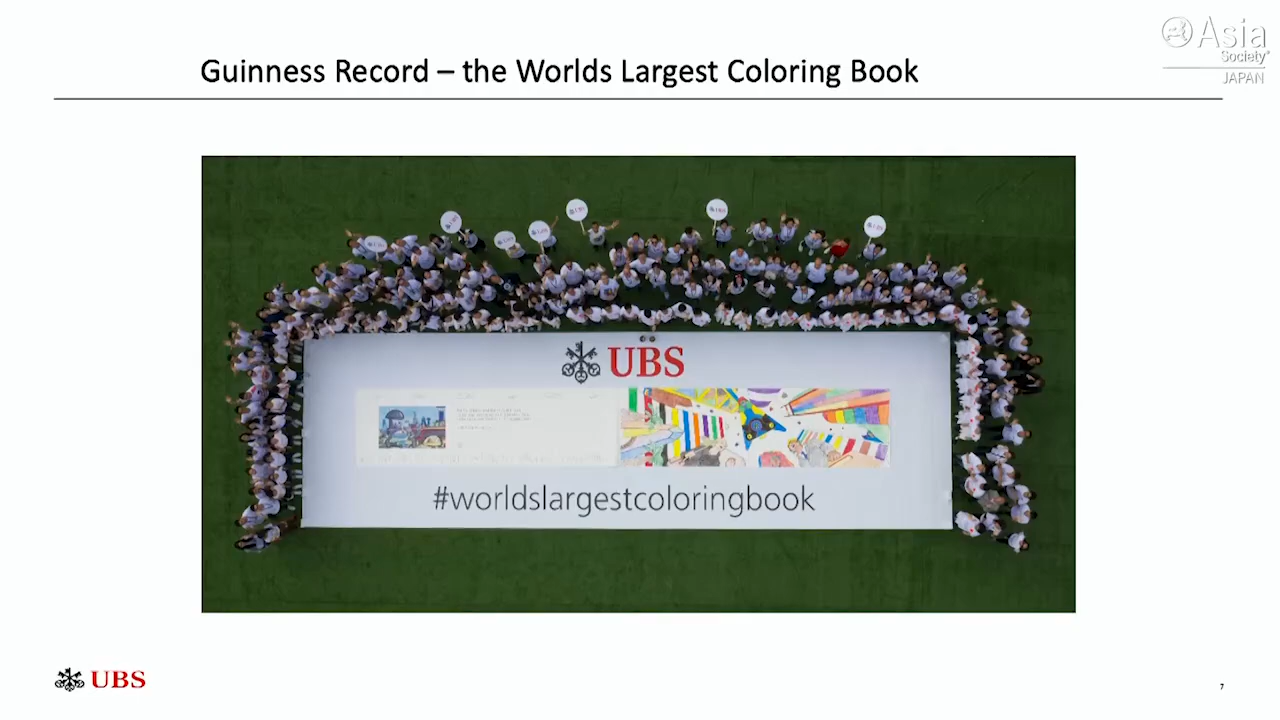 Guinness Record – the Worlds Largest Coloring Book
Asia
Society
JAPAN
UBS
#worldslargestcoloringbook
UBS
7